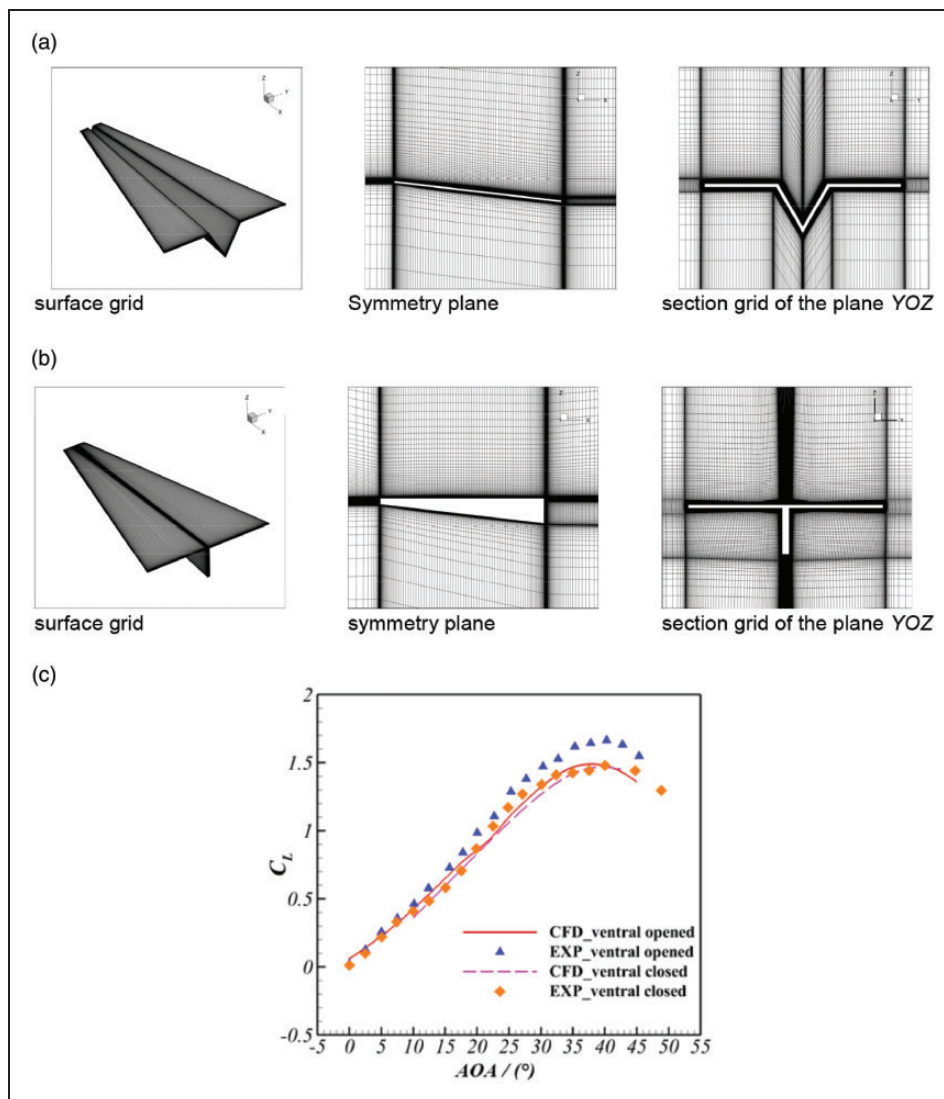 (a)
surface grid
Symmetry plane
section grid of the plane YOZ
(b)
surface grid
symmetry plane
section grid of the plane YOZ
(c)
2
1.5
1
0.5
0
-0.5
C_L
CFD_ventral opened
EXP_ventral opened
CFD_ventral closed
EXP_ventral closed
-5 0 5 10 15 20 25 30 35 40 45 50 55
AOA / (°)